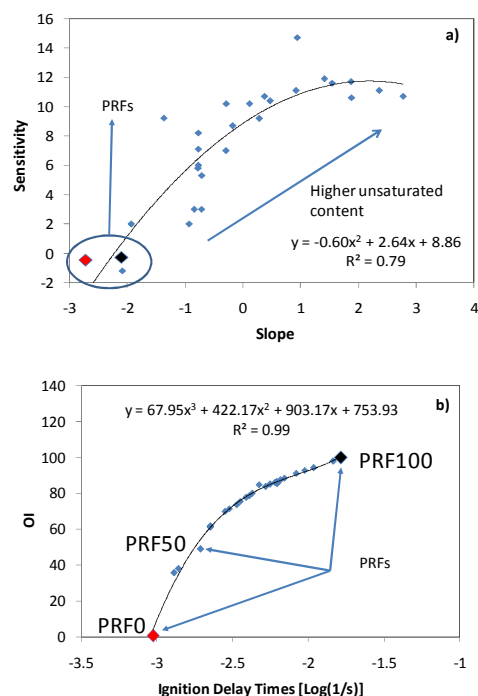 a)
16
14
12
10
8
6
4
2
0
-2
Sensitivity
PRFs
Higher unsaturated
content
y = -0.60x² + 2.64x + 8.86
R² = 0.79
-3 -2 -1 0 1 2 3 4
Slope
b)
140
120
100
80
60
40
20
0
OI
y = 67.95x³ + 422.17x² + 903.17x + 753.93
R² = 0.99
PRF100
PRF50
PRFs
PRF0
-3.5 -3 -2.5 -2 -1.5 -1
Ignition Delay Times [Log(1/s)]